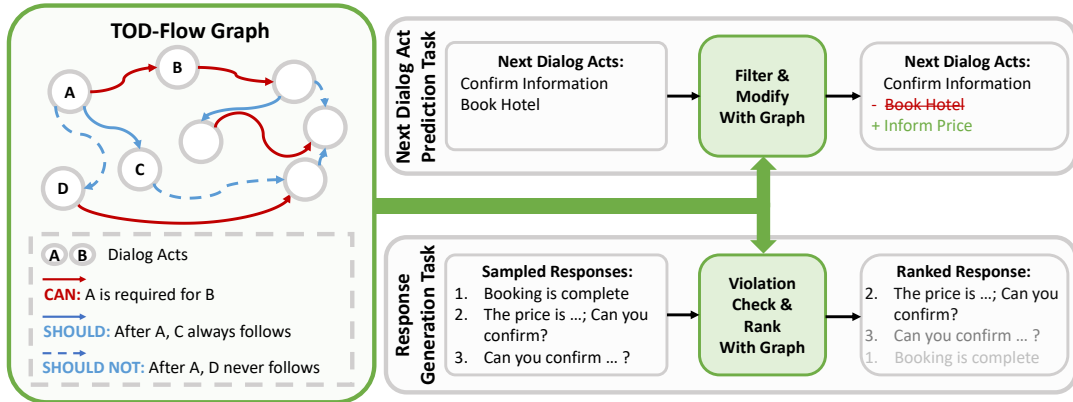 TOD-Flow Graph
A
B
C
D
A B Dialog Acts
CAN: A is required for B
SHOULD: After A, C always follows
SHOULD NOT: After A, D never follows
Next Dialog Act
Prediction Task
Next Dialog Acts:
Confirm Information
Book Hotel
Filter &
Modify
With Graph
Next Dialog Acts:
Confirm Information
- Book Hotel
+ Inform Price
Response
Generation Task
Sampled Responses:
1. Booking is complete
2. The price is ...; Can you
confirm?
3. Can you confirm ... ?
Violation
Check &
Rank
With Graph
Ranked Response:
2. The price is ...; Can you
confirm?
3. Can you confirm ... ?
1. Booking is complete